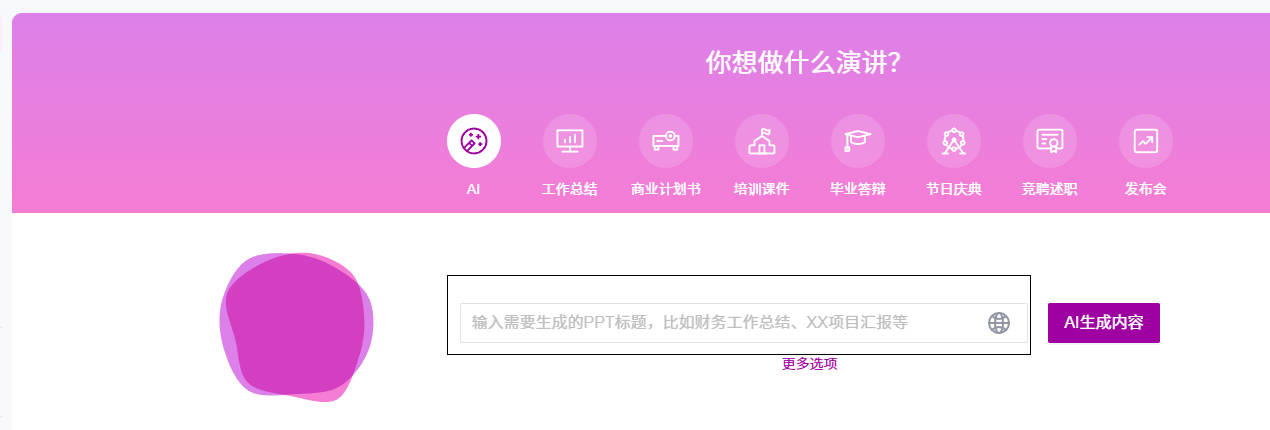 你想做什么演讲？
AI
工作总结
商业计划书
培训课件
毕业答辩
节日庆典
竞聘述职
发布会
输入需要生成的PPT标题，比如财务工作总结、XX项目汇报等
AI生成内容
更多选项